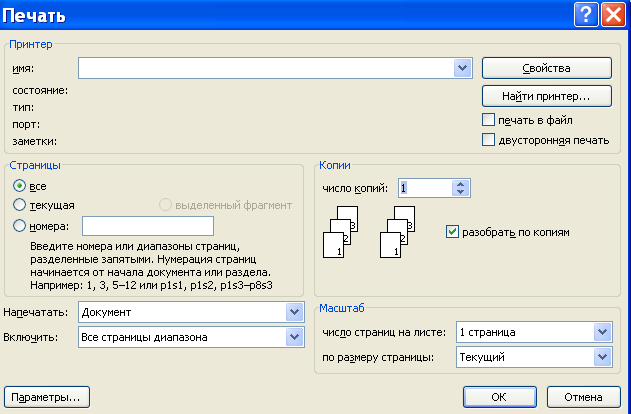 Печать
Принтер
имя:
Свойства
состояние:
Найти принтер...
тип:
порт:
печать в файл
заметки:
двусторонняя печать
Страницы
все
текущая
выделенный фрагмент
номера:
Введите номера или диапазоны страниц,
разделенные запятыми. Нумерация страниц
начинается от начала документа или раздела.
Например: 1, 3, 5–12 или p1s1, p1s2, p1s3–p8s3
Копии
число копий: 1
3 3
2 2
1 1
разобрать по копиям
Напечатать: Документ
Включить: Все страницы диапазона
Масштаб
число страниц на листе: 1 страница
по размеру страницы: Текущий
Параметры...
ОК
Отмена